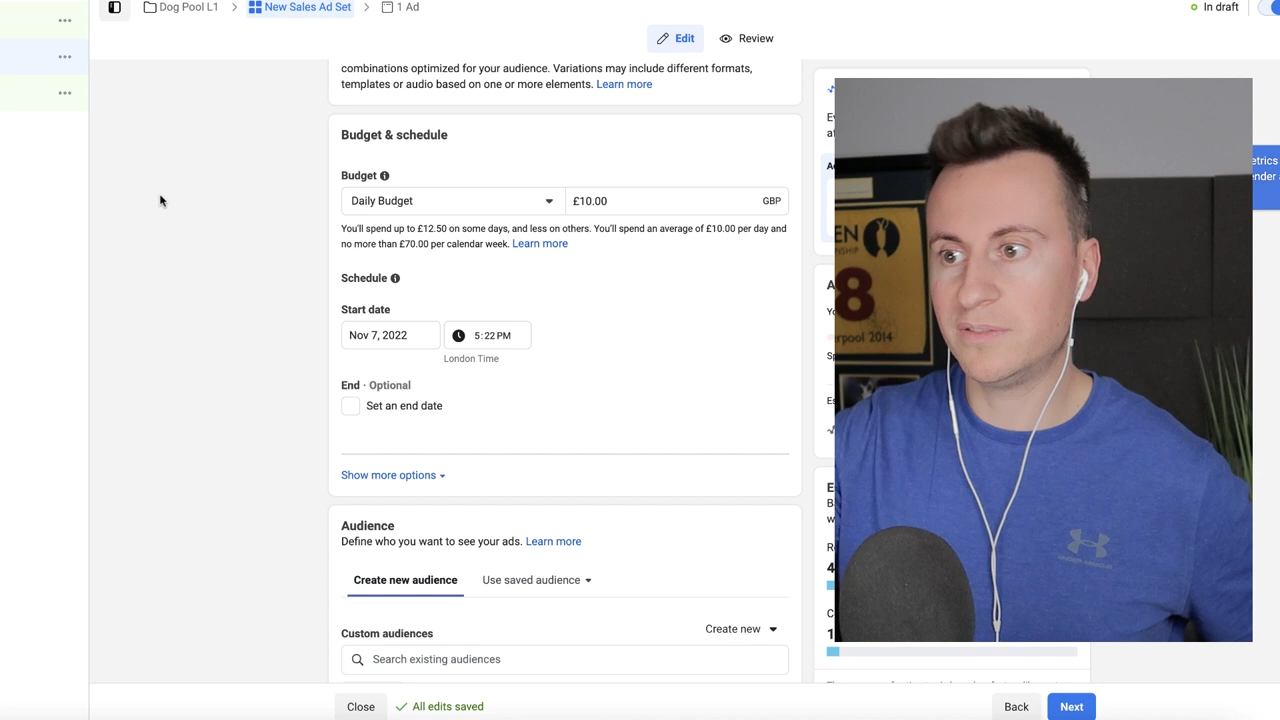 Dog Pool L1 > New Sales Ad Set > 1 Ad
In draft
Edit
Review
combinations optimized for your audience. Variations may include different formats,
templates or audio based on one or more elements. Learn more
Budget & schedule
Budget
Daily Budget
£10.00
GBP
You'll spend up to £12.50 on some days, and less on others. You'll spend an average of £10.00 per day and
no more than £70.00 per calendar week. Learn more
Schedule
Start date
Nov 7, 2022
5:22 PM
London Time
End · Optional
Set an end date
Show more options
Audience
Define who you want to see your ads. Learn more
Create new audience
Use saved audience
Custom audiences
Create new
Search existing audiences
Close
All edits saved
Back
Next
8
erpool 2014
UNDER ARMOUR